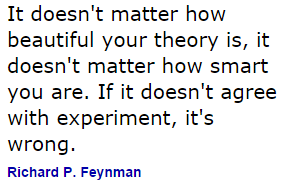 It doesn't matter how
beautiful your theory is, it
doesn't matter how smart
you are. If it doesn't agree
with experiment, it's
wrong.
Richard P. Feynman